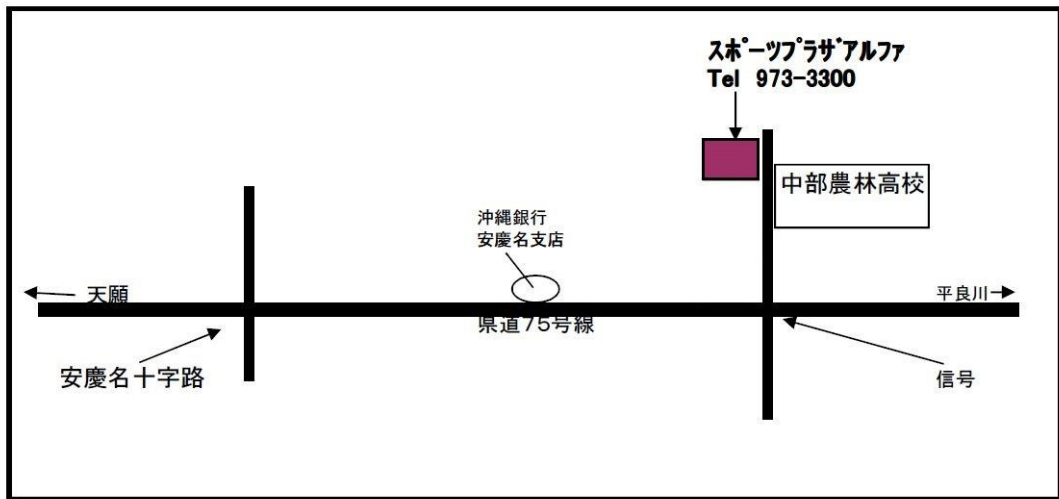 スポーツプラザアルファ
Tel 973-3300
中部農林高校
沖縄銀行
安慶名支店
天願
平良川
県道75号線
安慶名十字路
信号